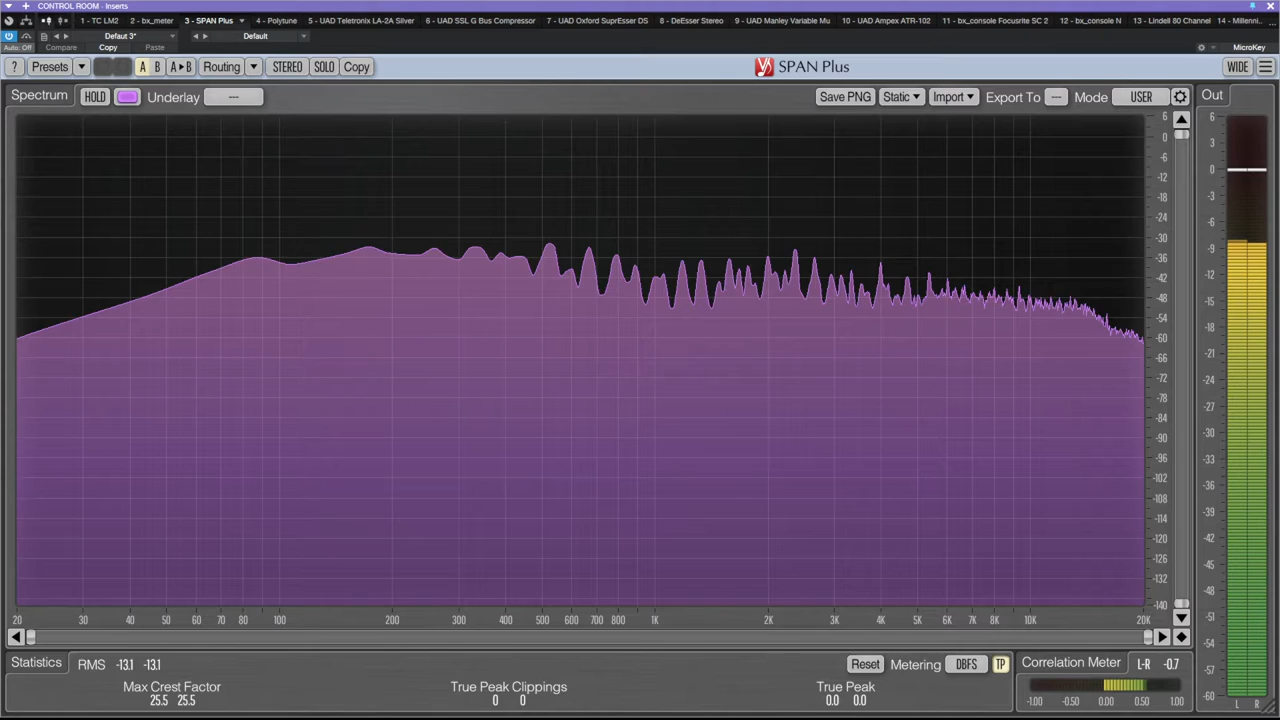 CONTROL ROOM - Inserts
1 - TC LM2 2 - bx_meter 3 - SPAN Plus 4 - Polytune 5 - UAD Teletronix LA-2A Silver 6 - UAD SSL G Bus Compressor 7 - UAD Oxford SuprEsser DS 8 - DeEsser Stereo 9 - UAD Manley Variable Mu 10 - UAD Ampex ATR-102 11 - bx_console Focusrite SC 2 12 - bx_console N 13 - Lindell 80 Channel 14 - Millenni...
Defaut 3* Default
Auto: Off Compare Copy Paste MicroKey
? Presets A B A▸B Routing STEREO SOLO Copy SPAN Plus WIDE
Spectrum HOLD Underlay --- Save PNG Static Import Export To --- Mode USER Out
6 6
0 3
-6 0
-12 -3
-18 -6
-24 -9
-30 -12
-36 -15
-42 -18
-48 -21
-54 -24
-60 -27
-66 -30
-72 -33
-78 -36
-84 -39
-90 -42
-96 -45
-102 -48
-108 -51
-114 -54
-120 -57
-126 -60
-132
-140
20 30 40 50 60 70 80 100 200 300 400 500 600 700 800 1K 2K 3K 4K 5K 6K 7K 8K 10K 20K
L R
Statistics RMS -13.1 -13.1 Reset Metering DBFS TP Correlation Meter L-R -0.7
Max Crest Factor True Peak Clippings True Peak
25.5 25.5 0 0 0.0 0.0
-1.00 -0.50 0.00 0.50 1.00